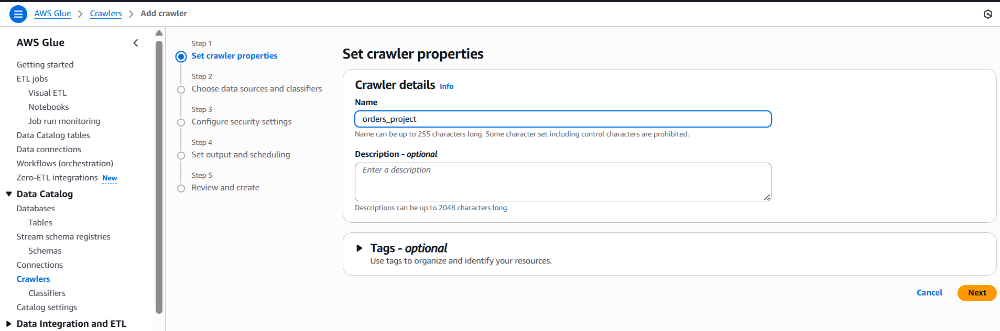 AWS Glue > Crawlers > Add crawler
AWS Glue
Getting started
ETL jobs
Visual ETL
Notebooks
Job run monitoring
Data Catalog tables
Data connections
Workflows (orchestration)
Zero-ETL integrations New
Data Catalog
Databases
Tables
Stream schema registries
Schemas
Connections
Crawlers
Classifiers
Catalog settings
Data Integration and ETL
Step 1
Set crawler properties
Step 2
Choose data sources and classifiers
Step 3
Configure security settings
Step 4
Set output and scheduling
Step 5
Review and create
Set crawler properties
Crawler details Info
Name
orders_project
Name can be up to 255 characters long. Some character set including control characters are prohibited.
Description - optional
Enter a description
Descriptions can be up to 2048 characters long.
Tags - optional
Use tags to organize and identify your resources.
Cancel Next